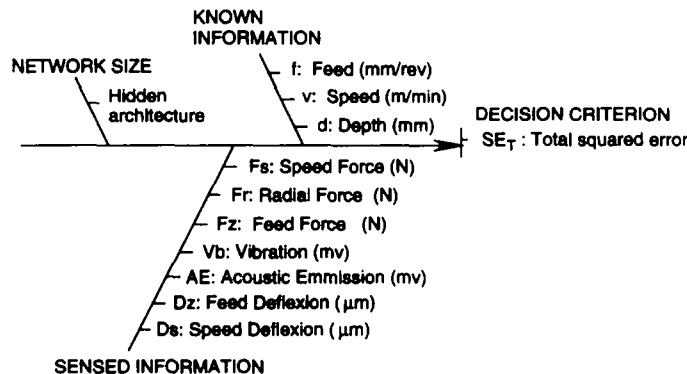 KNOWN
INFORMATION
f: Feed (mm/rev)
v: Speed (m/min)
d: Depth (mm)
NETWORK SIZE
Hidden
architecture
DECISION CRITERION
SE_T : Total squared error
Fs: Speed Force (N)
Fr: Radial Force (N)
Fz: Feed Force (N)
Vb: Vibration (mv)
AE: Acoustic Emmission (mv)
Dz: Feed Deflexion (μm)
Ds: Speed Deflexion (μm)
SENSED INFORMATION